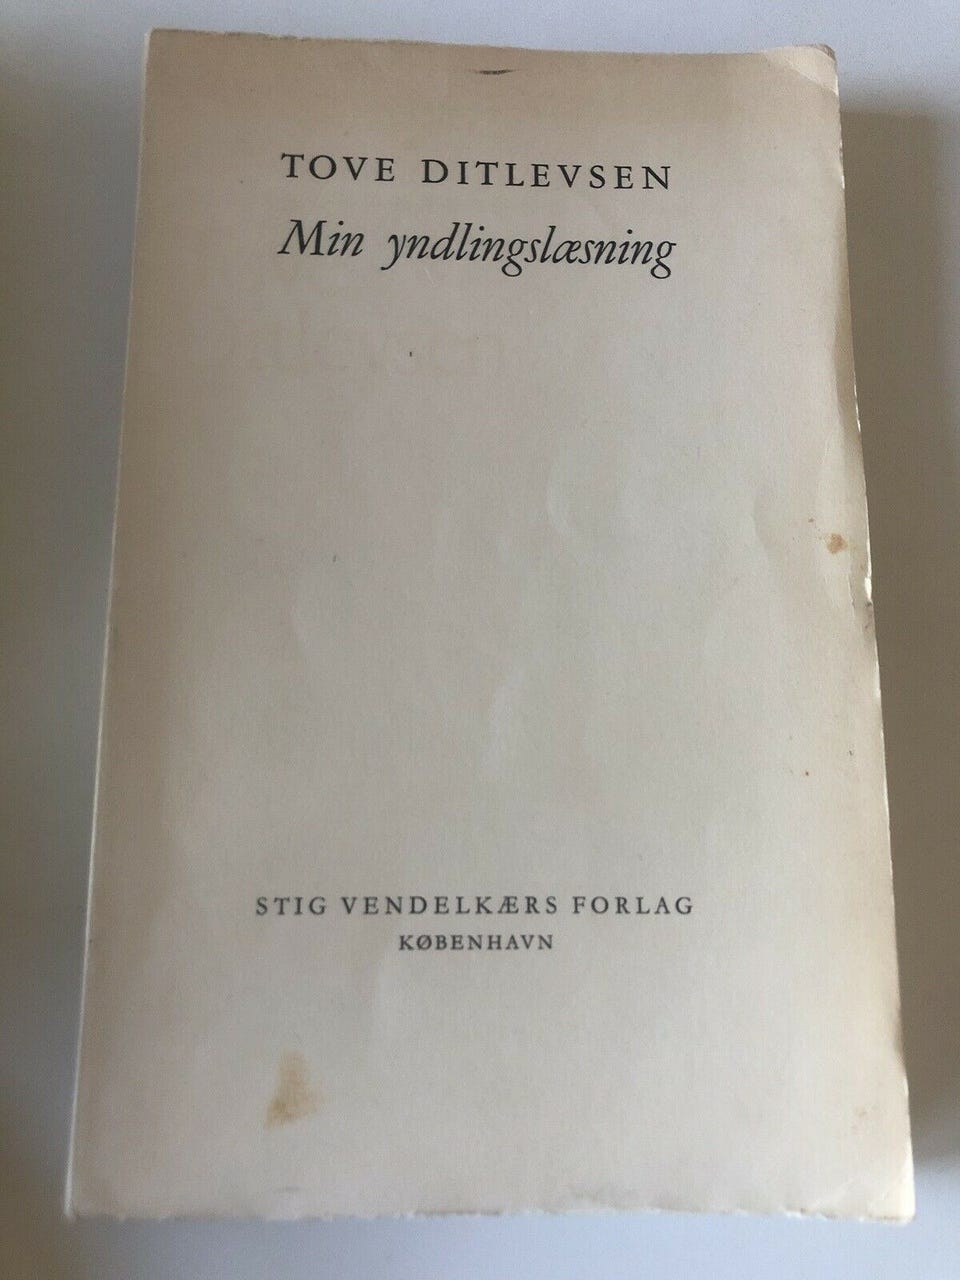 TOVE DITLEVSEN
Min yndlingslæsning
STIG VENDELKÆRS FORLAG
KØBENHAVN